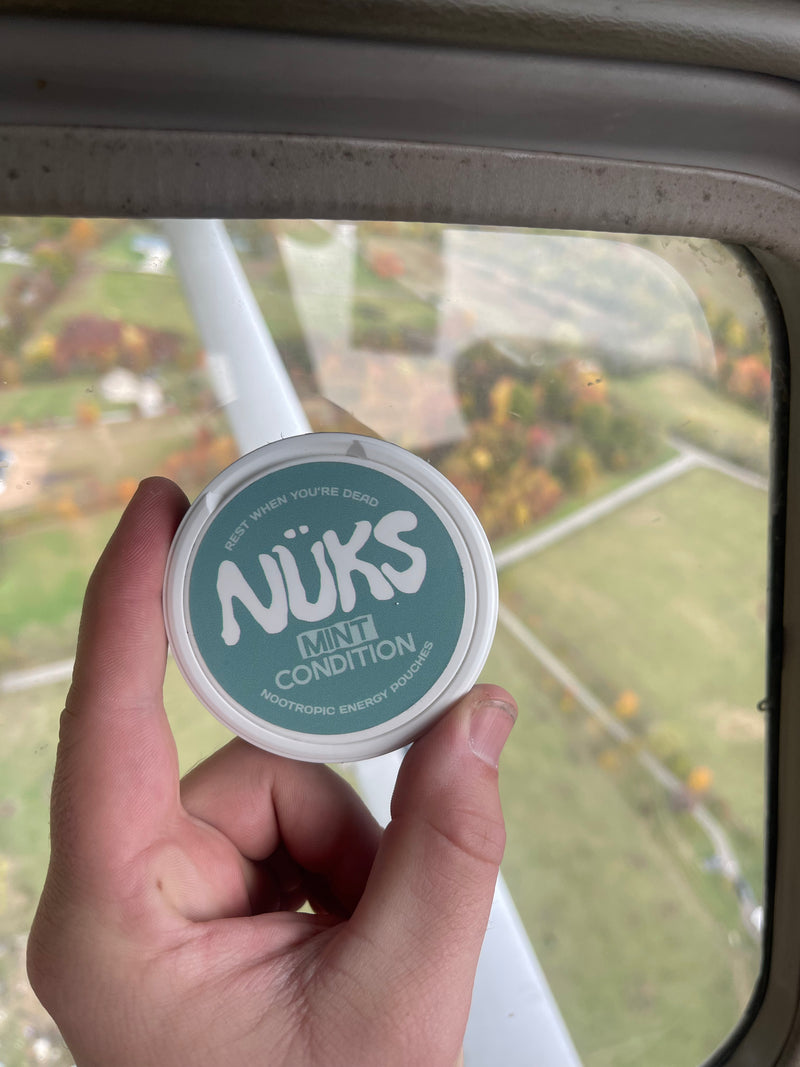 REST WHEN YOU'RE DEAD
NÜKS
MINT
CONDITION
NOOTROPIC ENERGY POUCHES